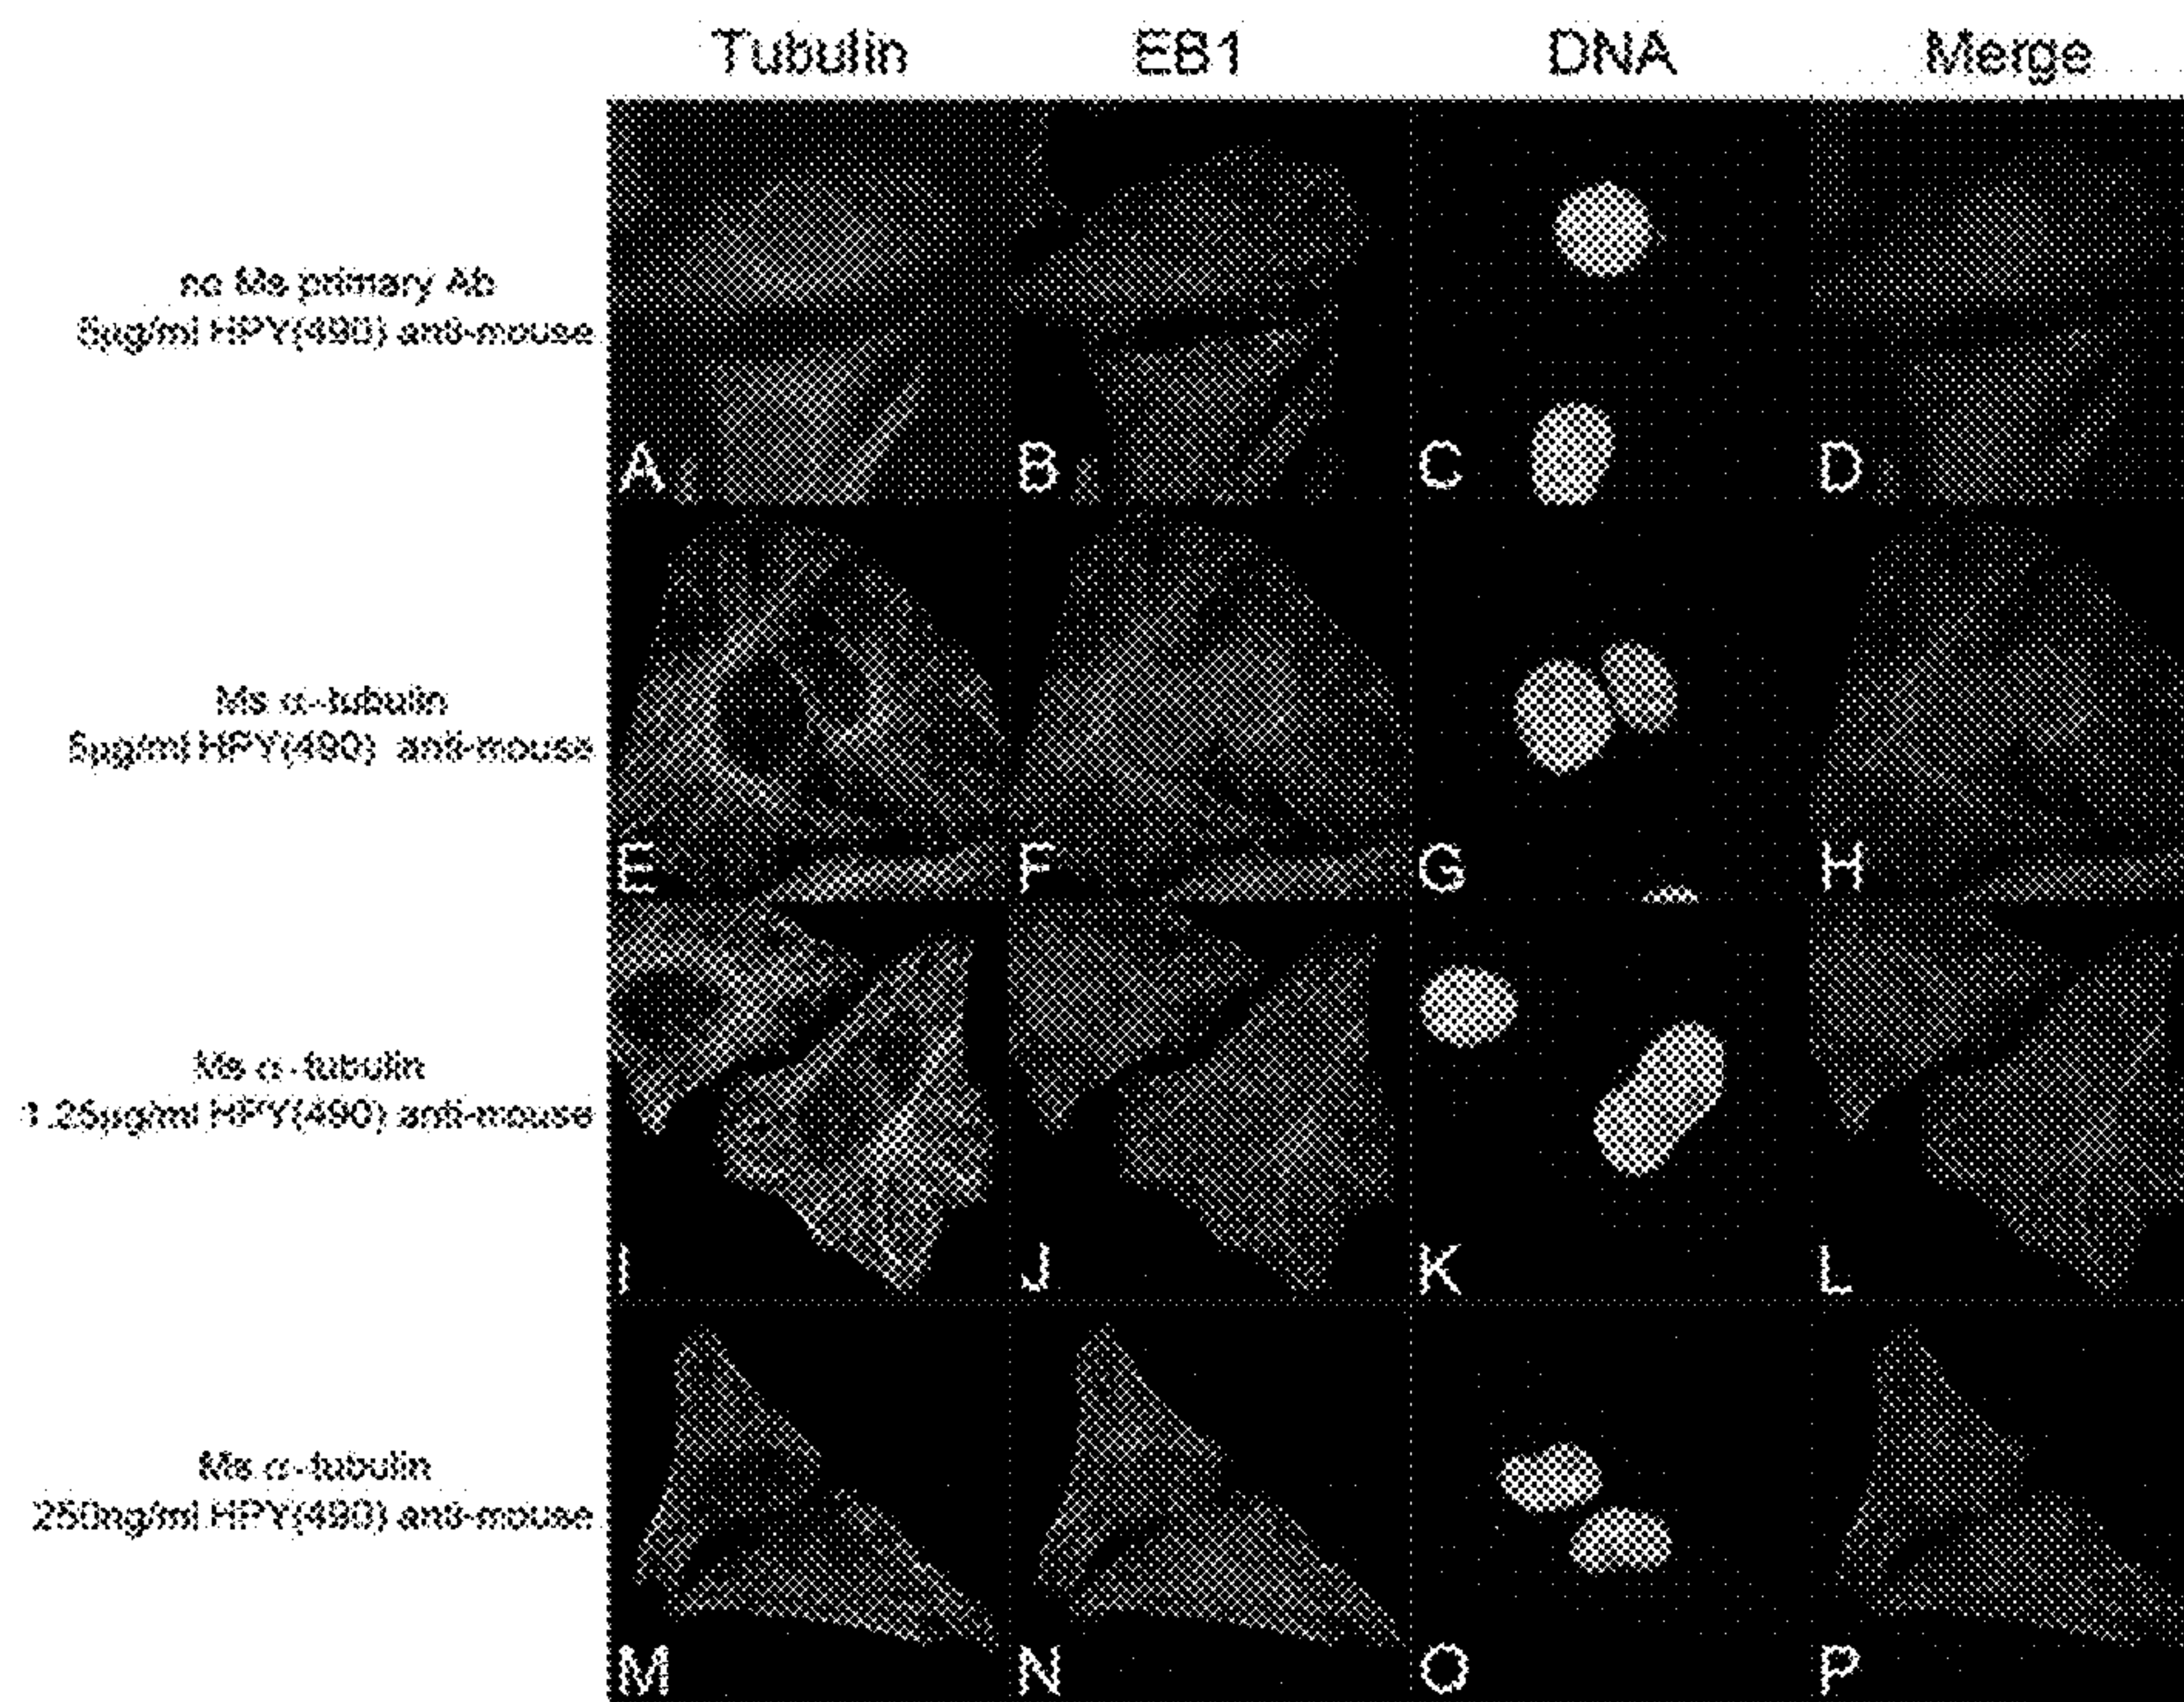 Tubulin EB1 DNA Merge
no Ms primary Ab
5µg/ml HPY(490) anti-mouse
A B C D
Ms α-tubulin
5µg/ml HPY(490) anti-mouse
E F G H
Ms α-tubulin
1.25µg/ml HPY(490) anti-mouse
I J K L
Ms α-tubulin
250ng/ml HPY(490) anti-mouse
M N O P